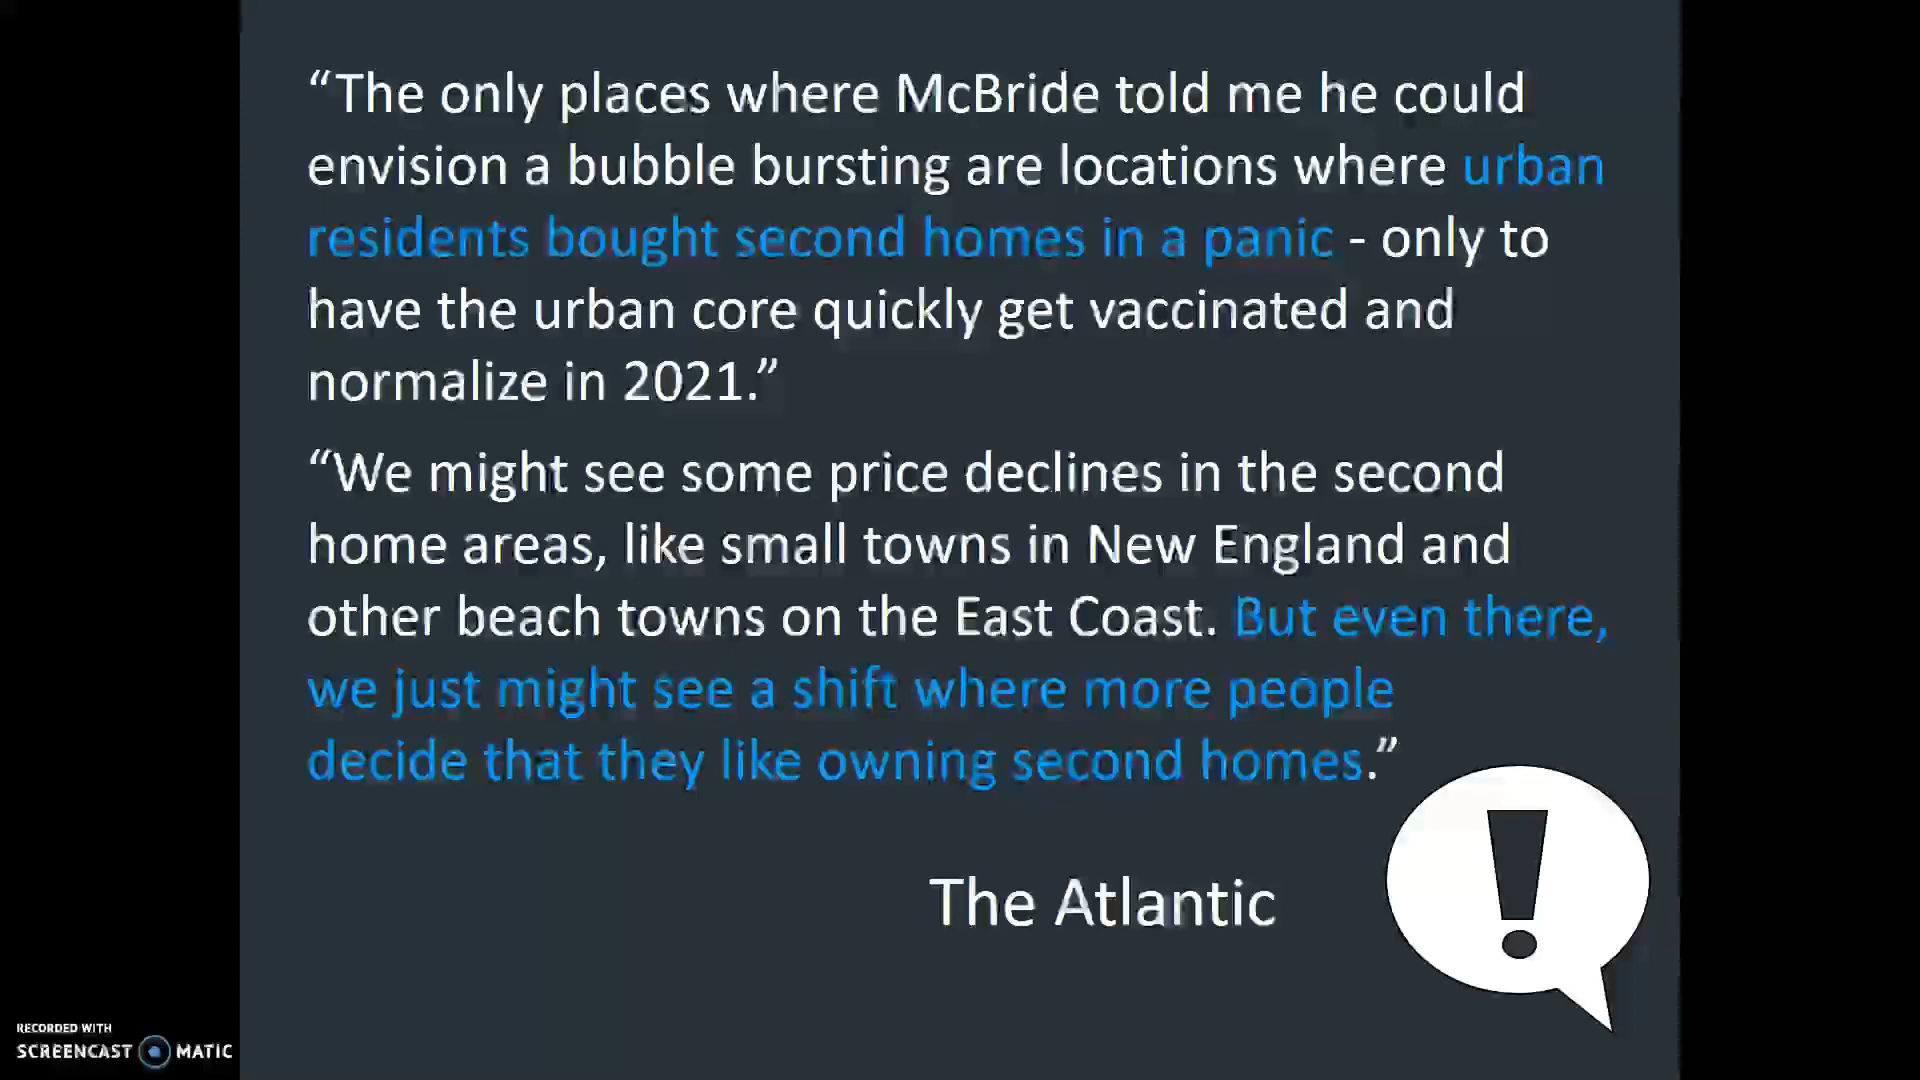 “The only places where McBride told me he could
envision a bubble bursting are locations where urban
residents bought second homes in a panic - only to
have the urban core quickly get vaccinated and
normalize in 2021.”
“We might see some price declines in the second
home areas, like small towns in New England and
other beach towns on the East Coast. But even there,
we just might see a shift where more people
decide that they like owning second homes.”
The Atlantic
!
RECORDED WITH
SCREENCAST MATIC